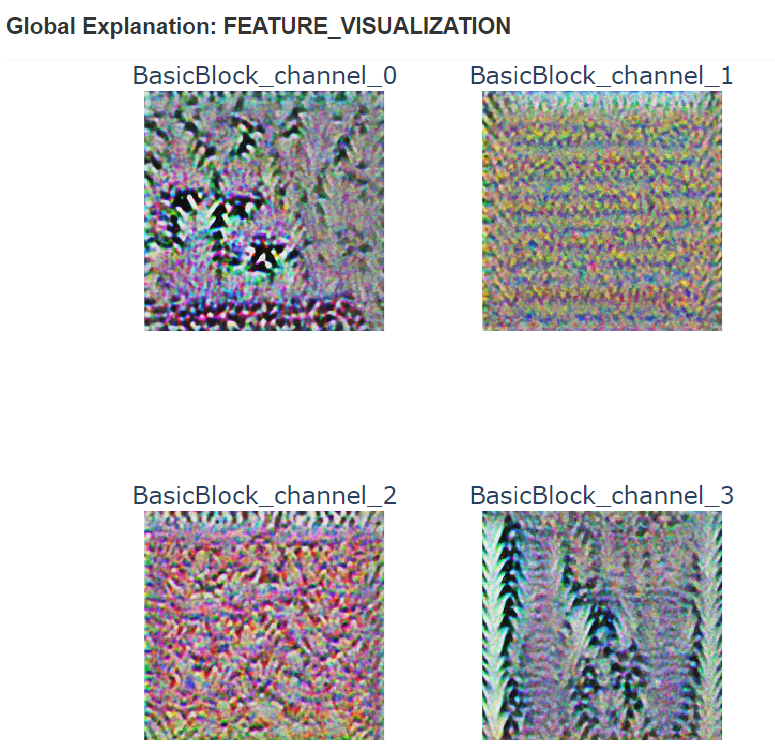 Global Explanation: FEATURE_VISUALIZATION
BasicBlock_channel_0
BasicBlock_channel_1
BasicBlock_channel_2
BasicBlock_channel_3